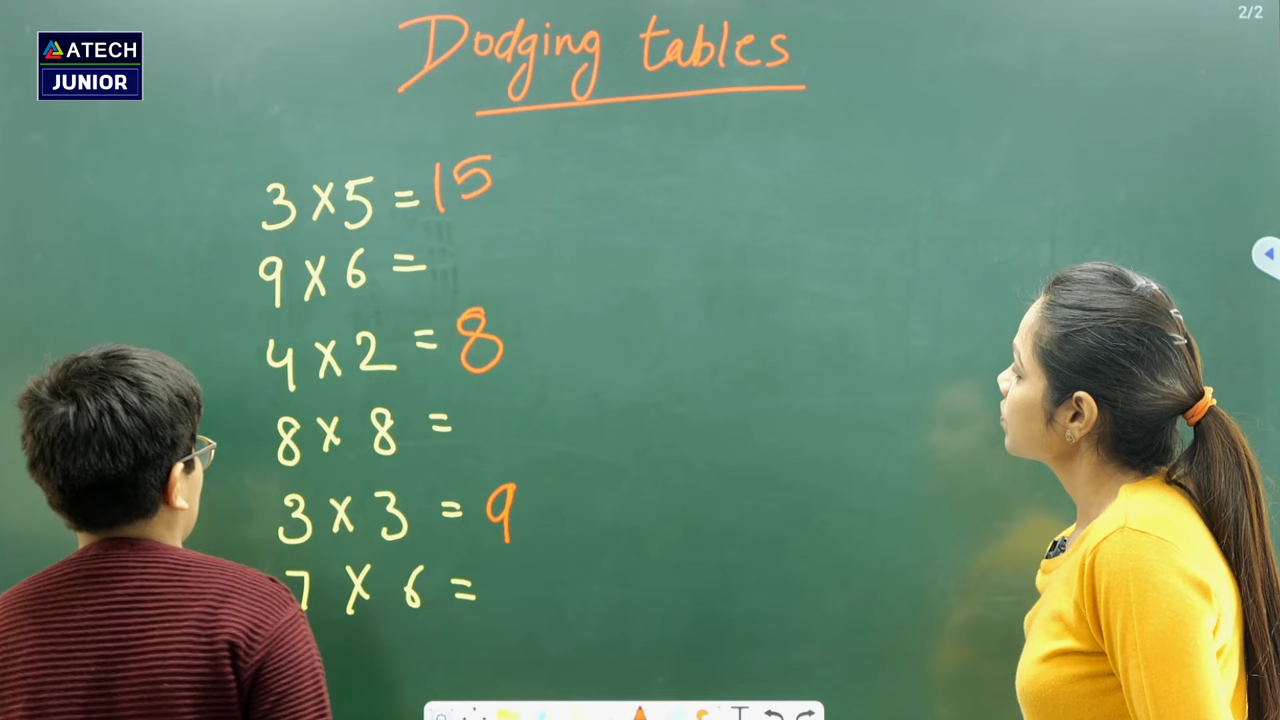 2/2
ATECH
JUNIOR
Dodging tables
3 × 5 = 15
9 × 6 =
4 × 2 = 8
8 × 8 =
3 × 3 = 9
7 × 6 =
T